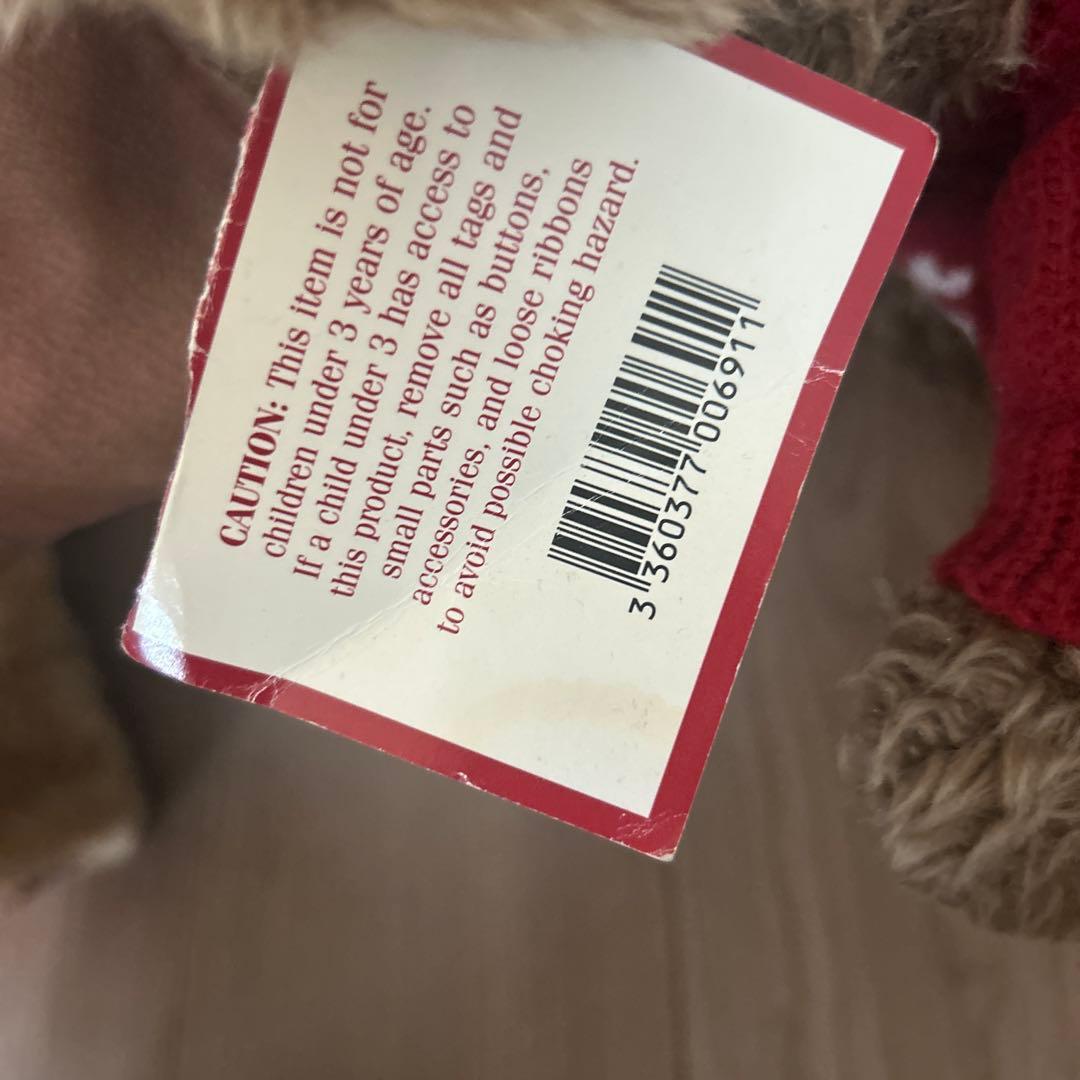 CAUTION: This item is not for
children under 3 years of age.
If a child under 3 has access to
this product, remove all tags and
small parts such as buttons,
accessories, and loose ribbons
to avoid possible choking hazard.
3 360377 006911